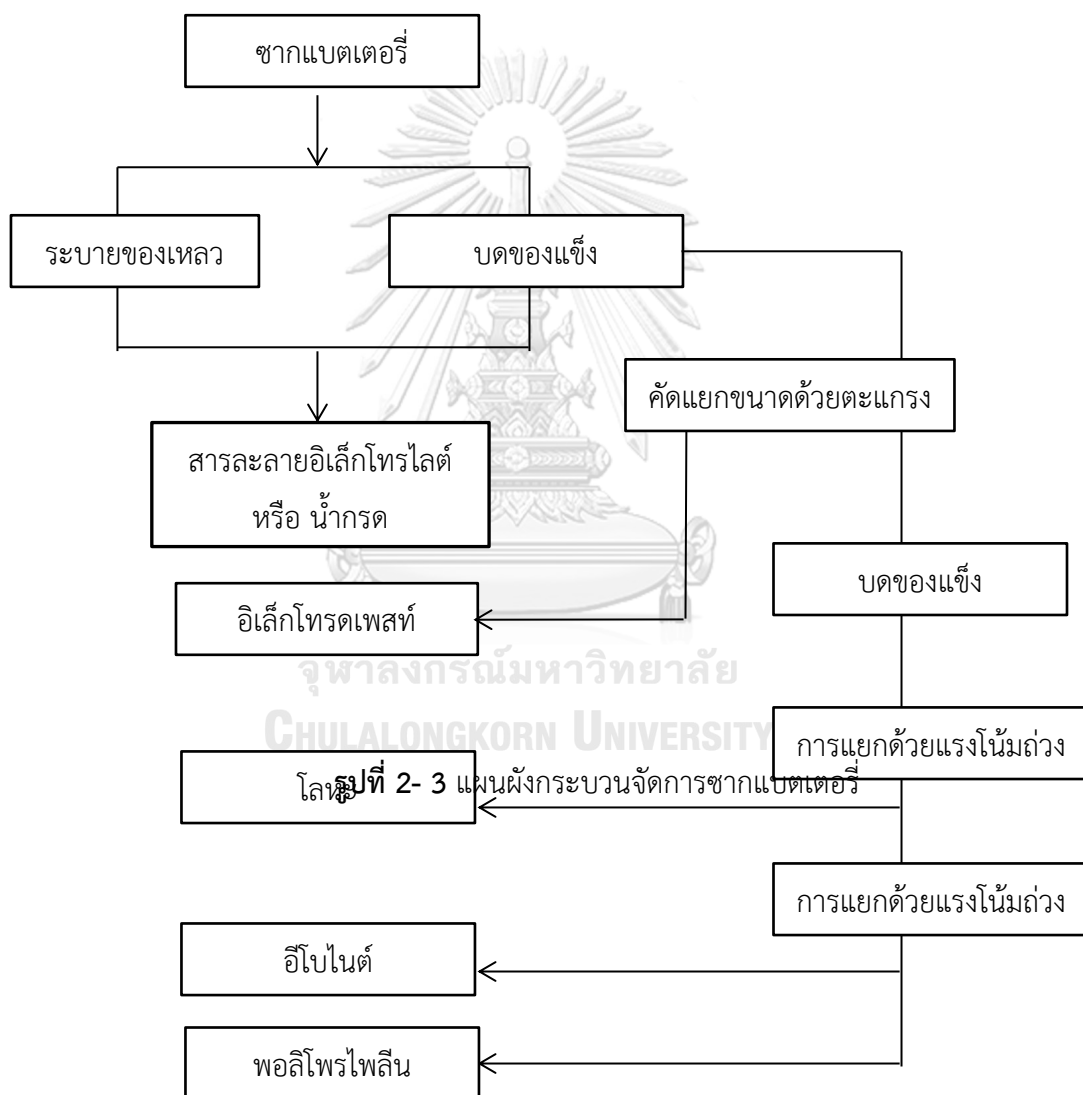 ซากแบตเตอรี่
ระบายของเหลว
บดของแข็ง
คัดแยกขนาดด้วยตะแกรง
สารละลายอิเล็กโทรไลต์
หรือ น้ำกรด
บดของแข็ง
อิเล็กโทรดเพสท์
จุฬาลงกรณ์มหาวิทยาลัย
CHULALONGKORN UNIVERSITY
การแยกด้วยแรงโน้มถ่วง
โลหะ
รูปที่ 2- 3 แผนผังกระบวนจัดการซากแบตเตอรี่
การแยกด้วยแรงโน้มถ่วง
อีโบไนต์
พอลิโพรไพลีน